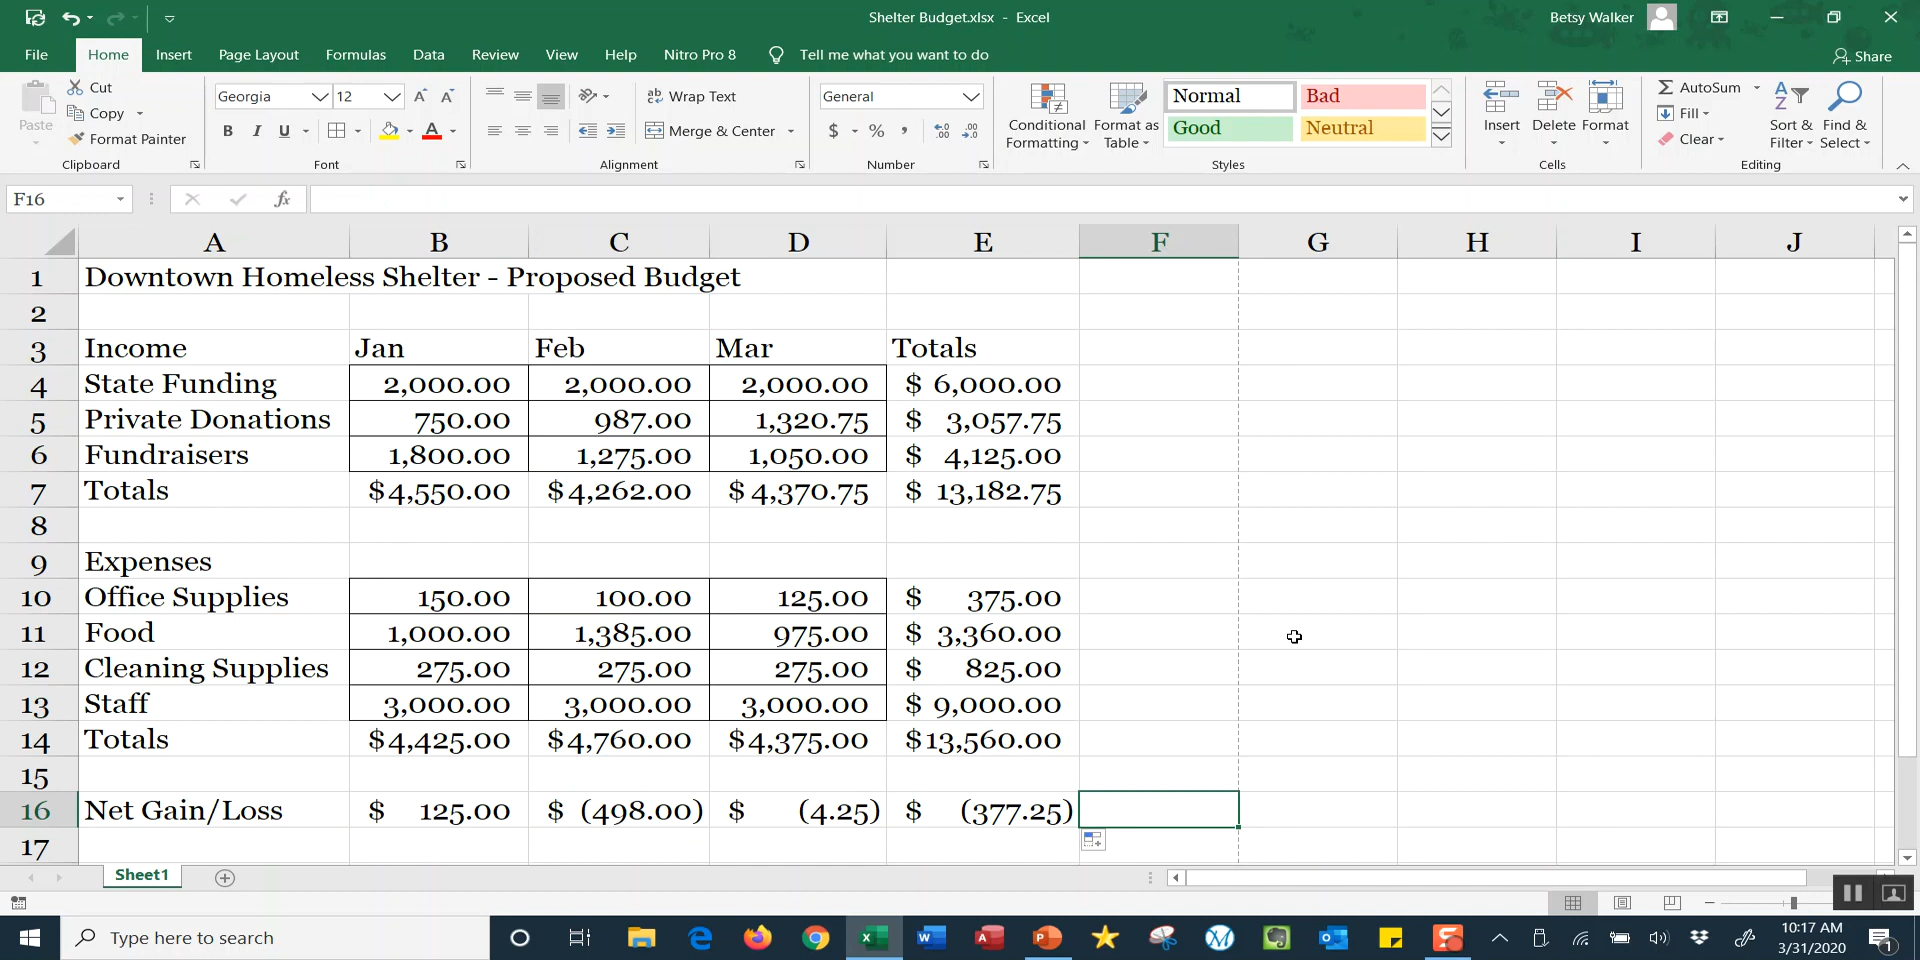 Shelter Budget.xlsx - Excel
Betsy Walker
File Home Insert Page Layout Formulas Data Review View Help Nitro Pro 8 Tell me what you want to do
Share
Paste
Cut
Copy
Format Painter
Clipboard
Georgia 12
B I U
Font
Wrap Text
Merge & Center
Alignment
General
$ % ,
Number
Conditional Formatting
Format as Table
Normal Bad
Good Neutral
Styles
Insert Delete Format
Cells
AutoSum
Fill
Clear
Sort & Filter
Find & Select
Editing
F16
fx
A B C D E F G H I J
1 Downtown Homeless Shelter - Proposed Budget
2
3 Income Jan Feb Mar Totals
4 State Funding 2,000.00 2,000.00 2,000.00 $ 6,000.00
5 Private Donations 750.00 987.00 1,320.75 $ 3,057.75
6 Fundraisers 1,800.00 1,275.00 1,050.00 $ 4,125.00
7 Totals $4,550.00 $4,262.00 $4,370.75 $ 13,182.75
8
9 Expenses
10 Office Supplies 150.00 100.00 125.00 $ 375.00
11 Food 1,000.00 1,385.00 975.00 $ 3,360.00
12 Cleaning Supplies 275.00 275.00 275.00 $ 825.00
13 Staff 3,000.00 3,000.00 3,000.00 $ 9,000.00
14 Totals $4,425.00 $4,760.00 $4,375.00 $13,560.00
15
16 Net Gain/Loss $ 125.00 $ (498.00) $ (4.25) $ (377.25)
17
Sheet1
Type here to search
10:17 AM
3/31/2020
1